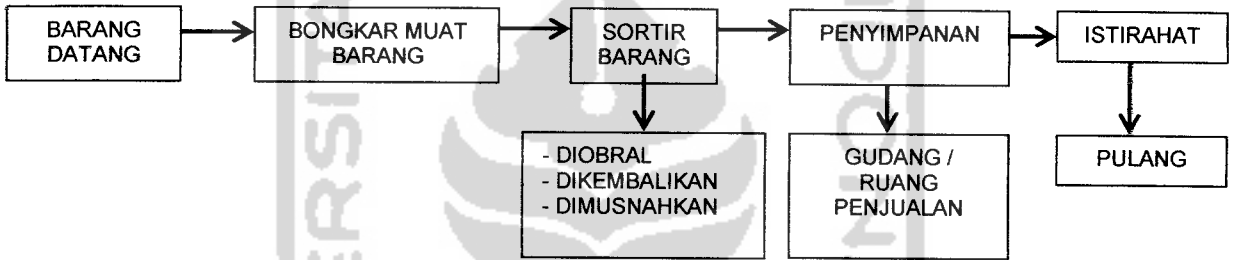 BARANG
DATANG
BONGKAR MUAT
BARANG
SORTIR
BARANG
PENYIMPANAN
ISTIRAHAT
- DIOBRAL
- DIKEMBALIKAN
- DIMUSNAHKAN
GUDANG /
RUANG
PENJUALAN
PULANG